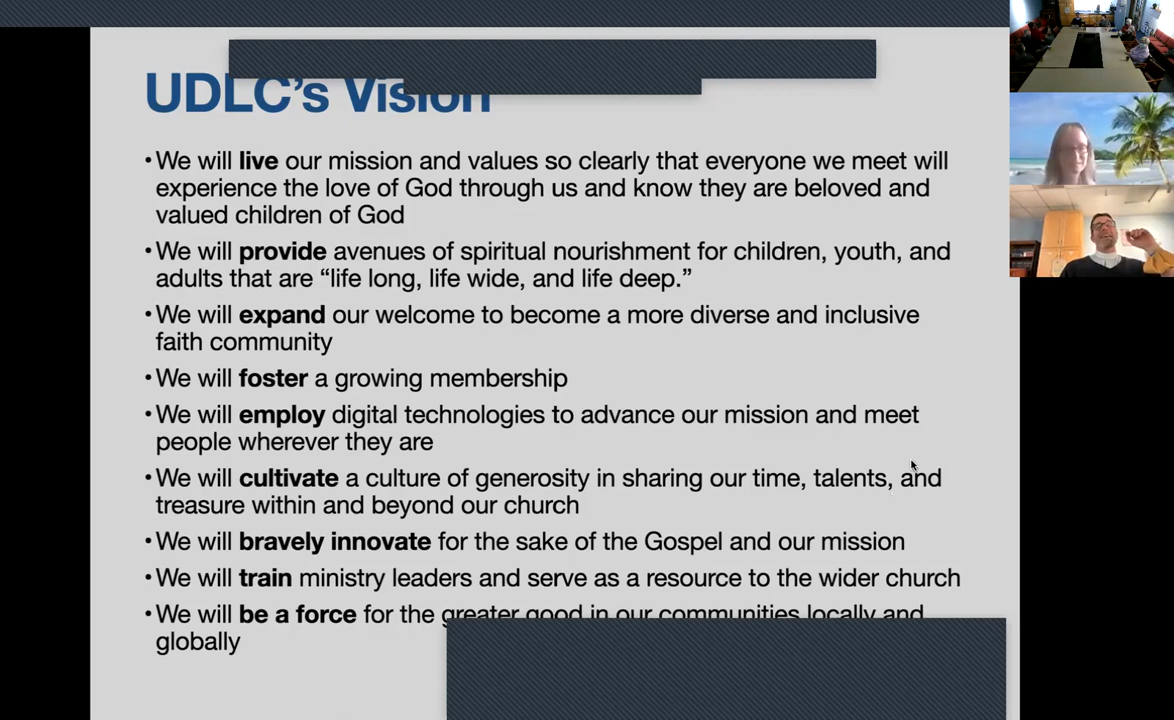 UDLC's Vision
•We will live our mission and values so clearly that everyone we meet will
experience the love of God through us and know they are beloved and
valued children of God
•We will provide avenues of spiritual nourishment for children, youth, and
adults that are “life long, life wide, and life deep.”
•We will expand our welcome to become a more diverse and inclusive
faith community
•We will foster a growing membership
•We will employ digital technologies to advance our mission and meet
people wherever they are
•We will cultivate a culture of generosity in sharing our time, talents, and
treasure within and beyond our church
•We will bravely innovate for the sake of the Gospel and our mission
•We will train ministry leaders and serve as a resource to the wider church
•We will be a force for the greater good in our communities locally and
globally